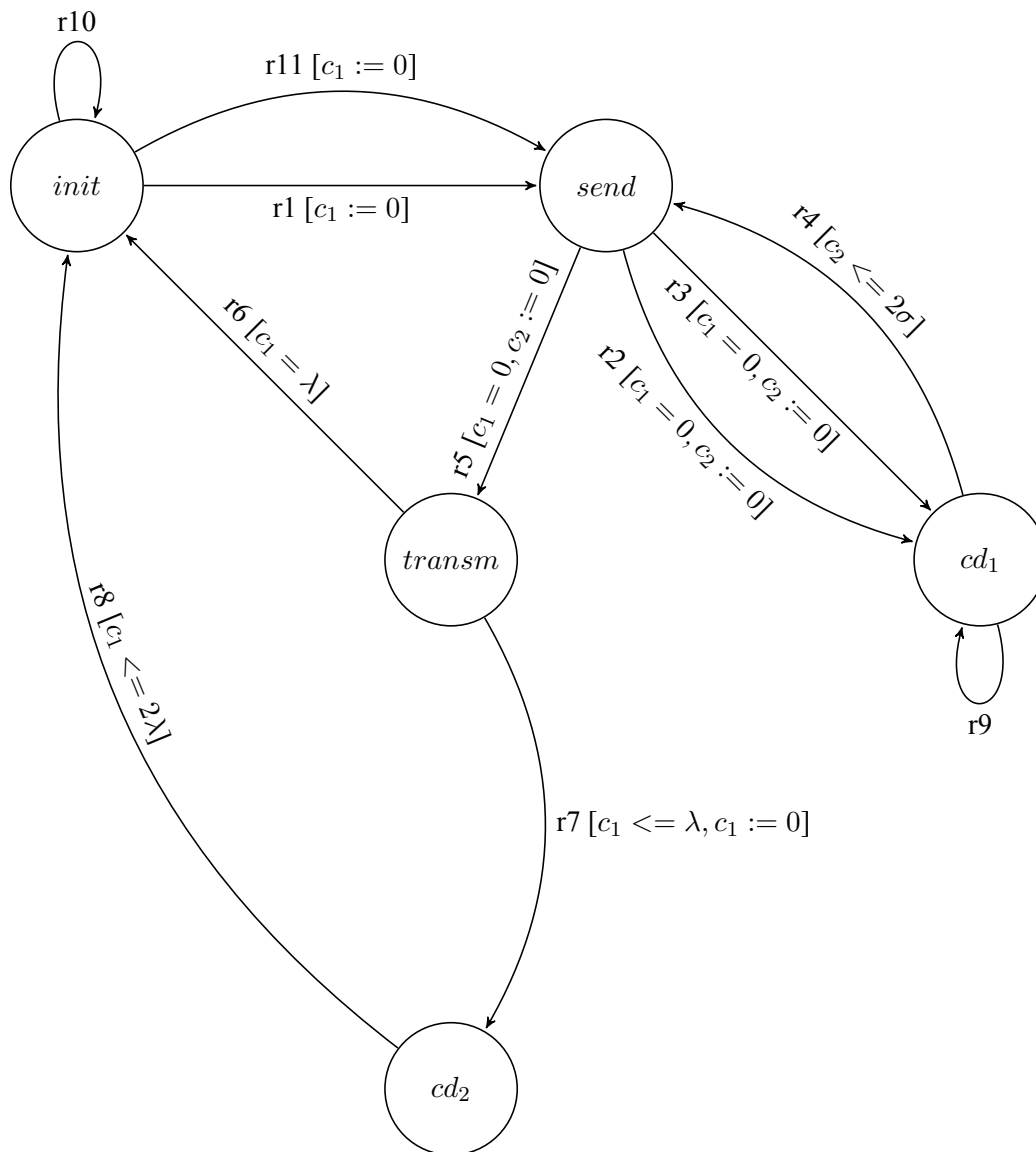 r10
r11 [c₁ := 0]
init
send
r1 [c₁ := 0]
r4 [c₂ <= 2σ]
r3 [c₁ = 0, c₂ := 0]
r6 [c₁ = λ]
r5 [c₁ = 0, c₂ := 0]
r2 [c₁ = 0, c₂ := 0]
transm
cd₁
r8 [c₁ <= 2λ]
r9
r7 [c₁ <= λ, c₁ := 0]
cd₂